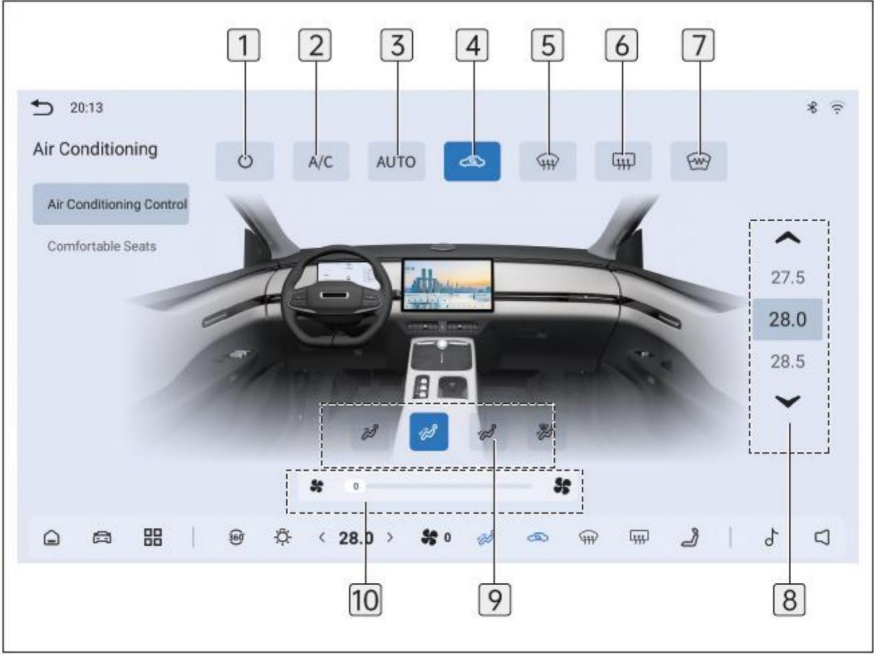 1 2 3 4 5 6 7
20:13
Air Conditioning
A/C AUTO
Air Conditioning Control
Comfortable Seats
27.5
28.0
28.5
0
360 < 28.0 > 0
10 9 8